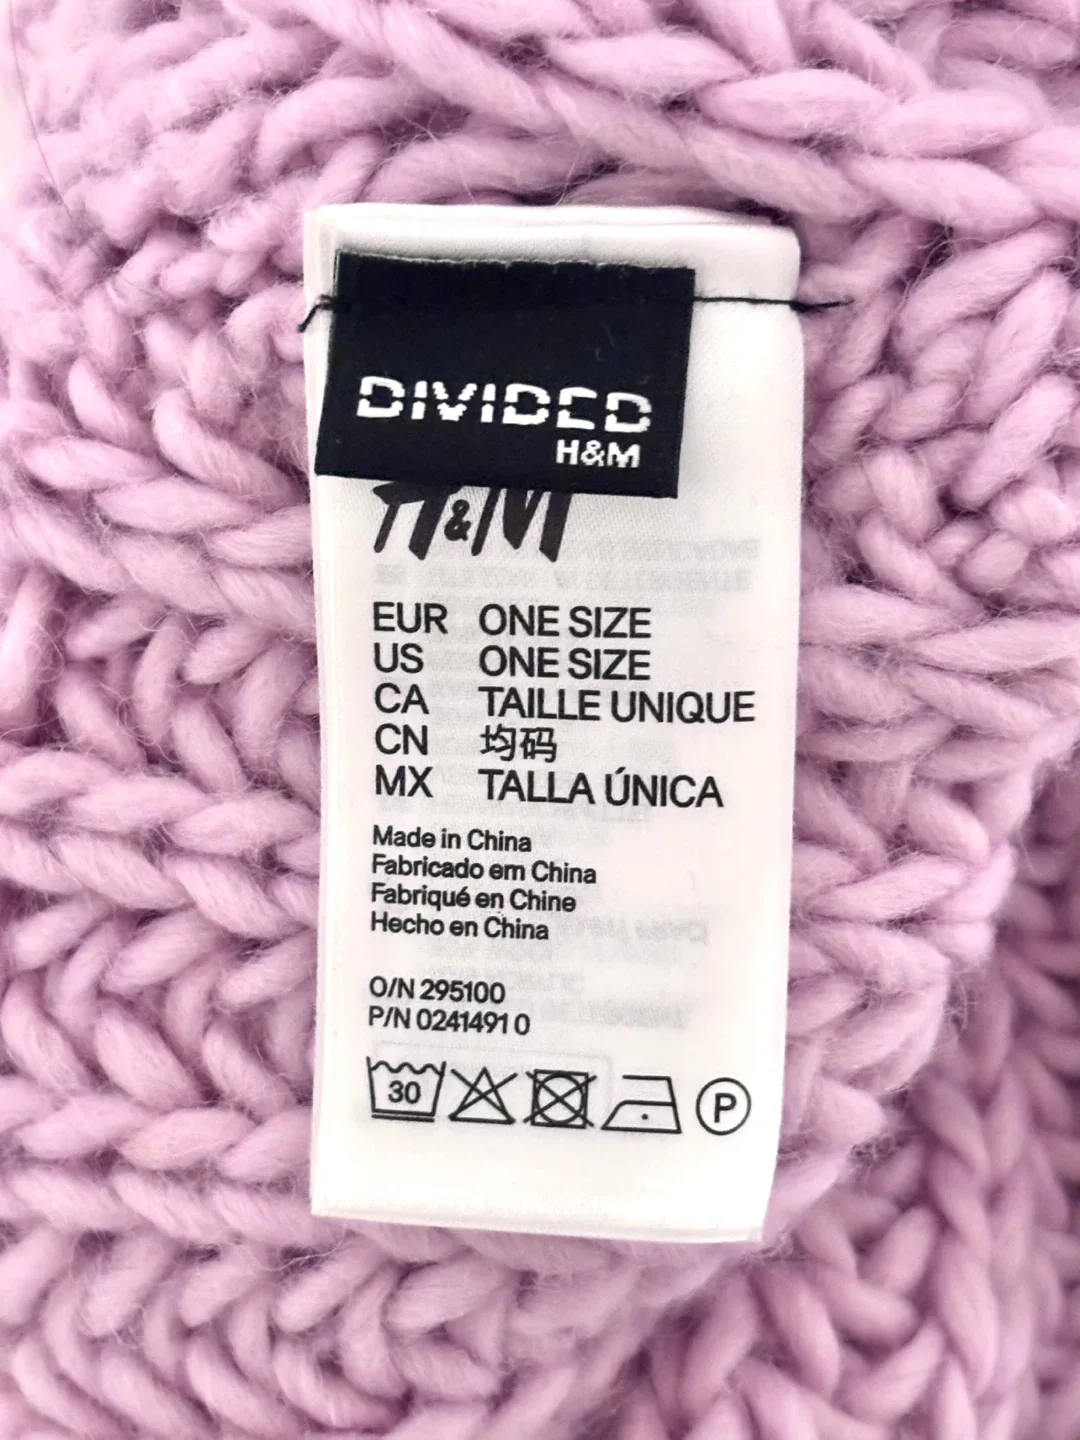 DIVIDED
H&M
H&M
EUR ONE SIZE
US ONE SIZE
CA TAILLE UNIQUE
CN 均码
MX TALLA ÚNICA
Made in China
Fabricado em China
Fabriqué en Chine
Hecho en China
O/N 295100
P/N 0241491 0
30
P